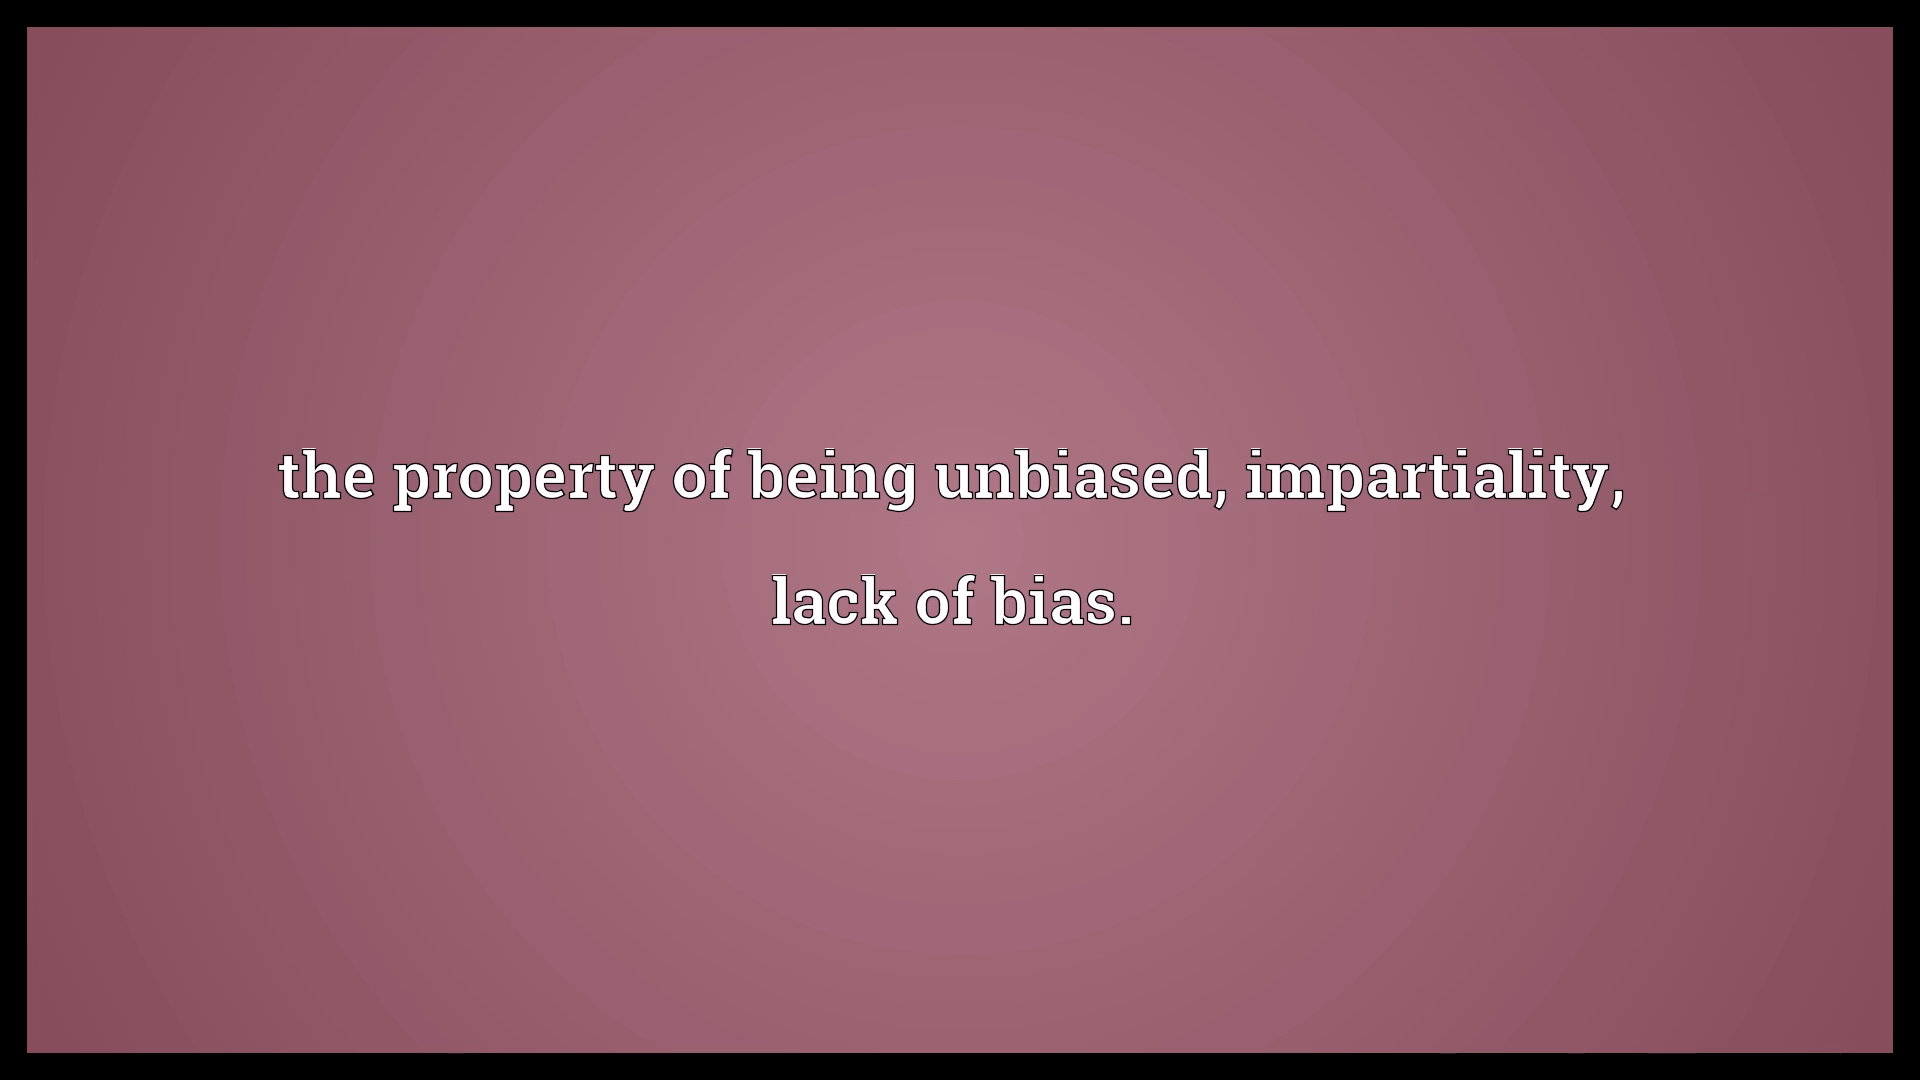 the property of being unbiased, impartiality,
lack of bias.